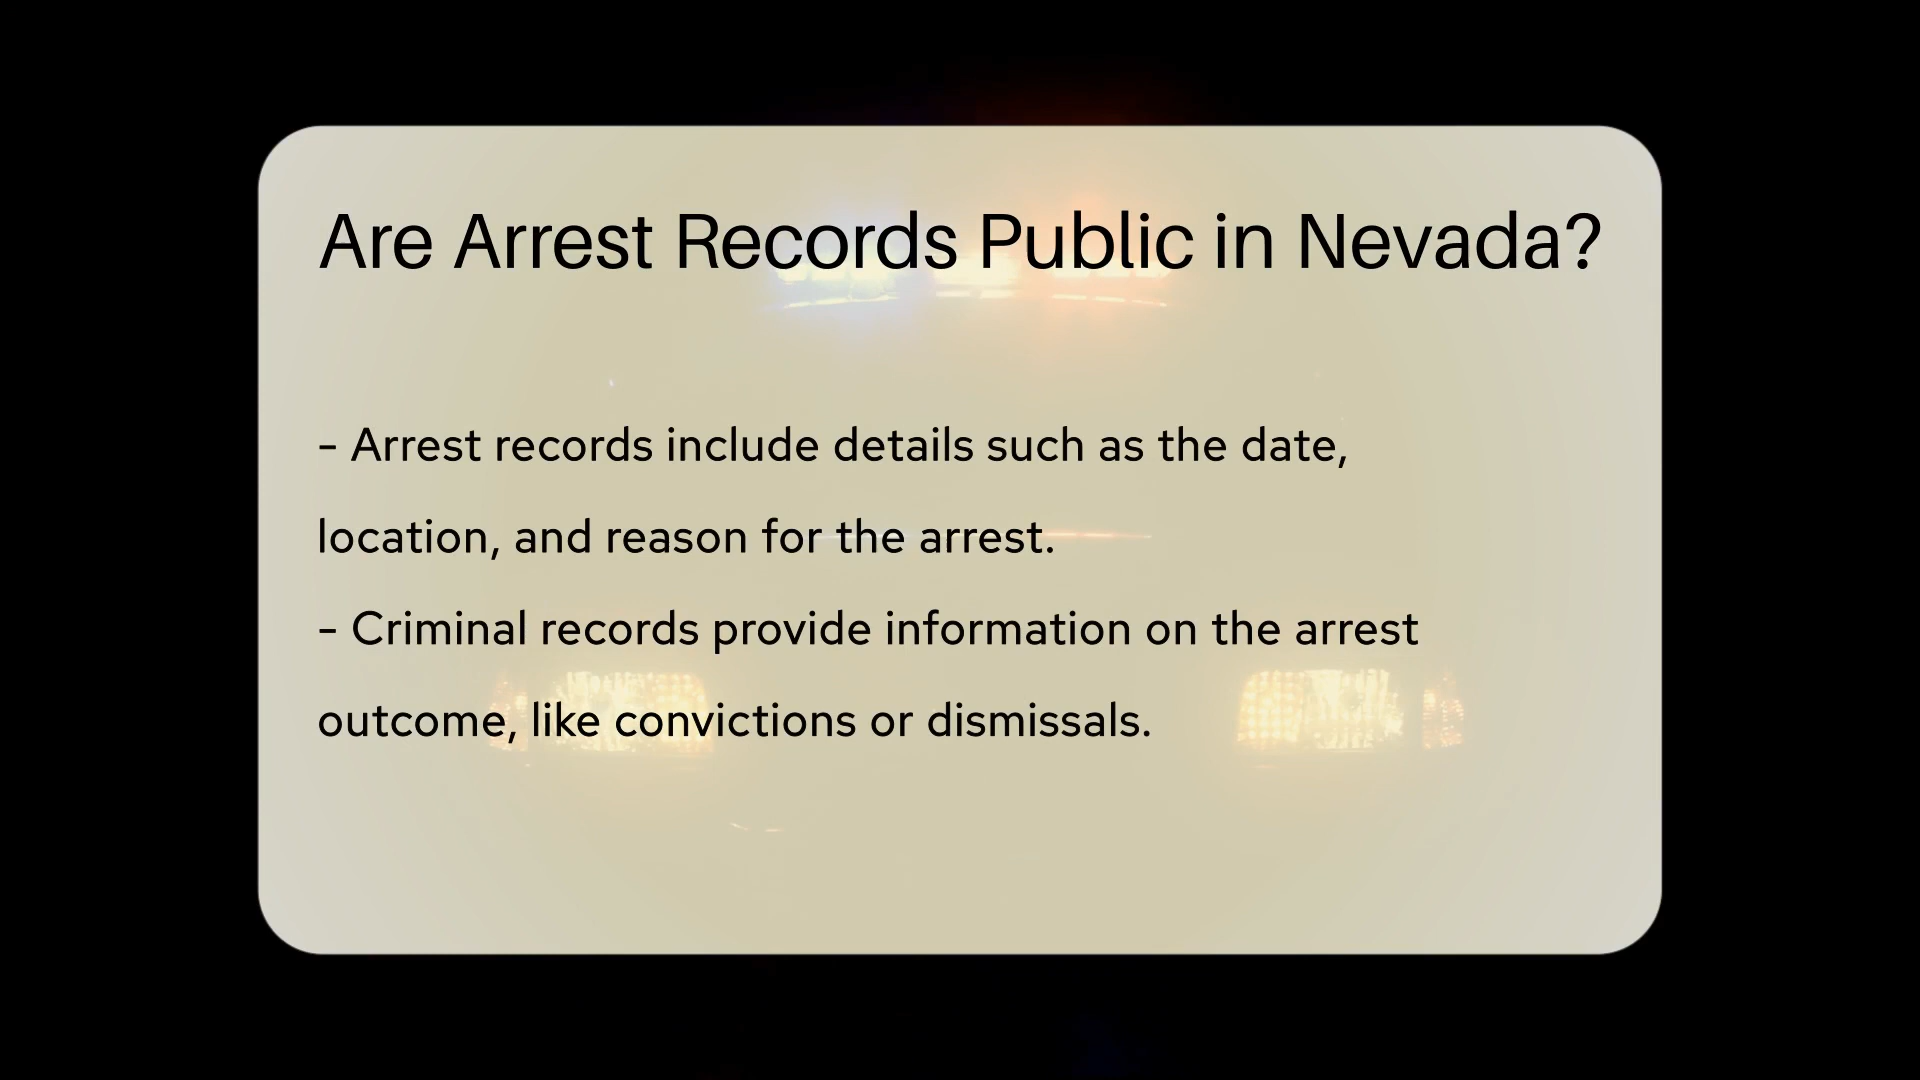 Are Arrest Records Public in Nevada?
- Arrest records include details such as the date,
location, and reason for the arrest.
- Criminal records provide information on the arrest
outcome, like convictions or dismissals.